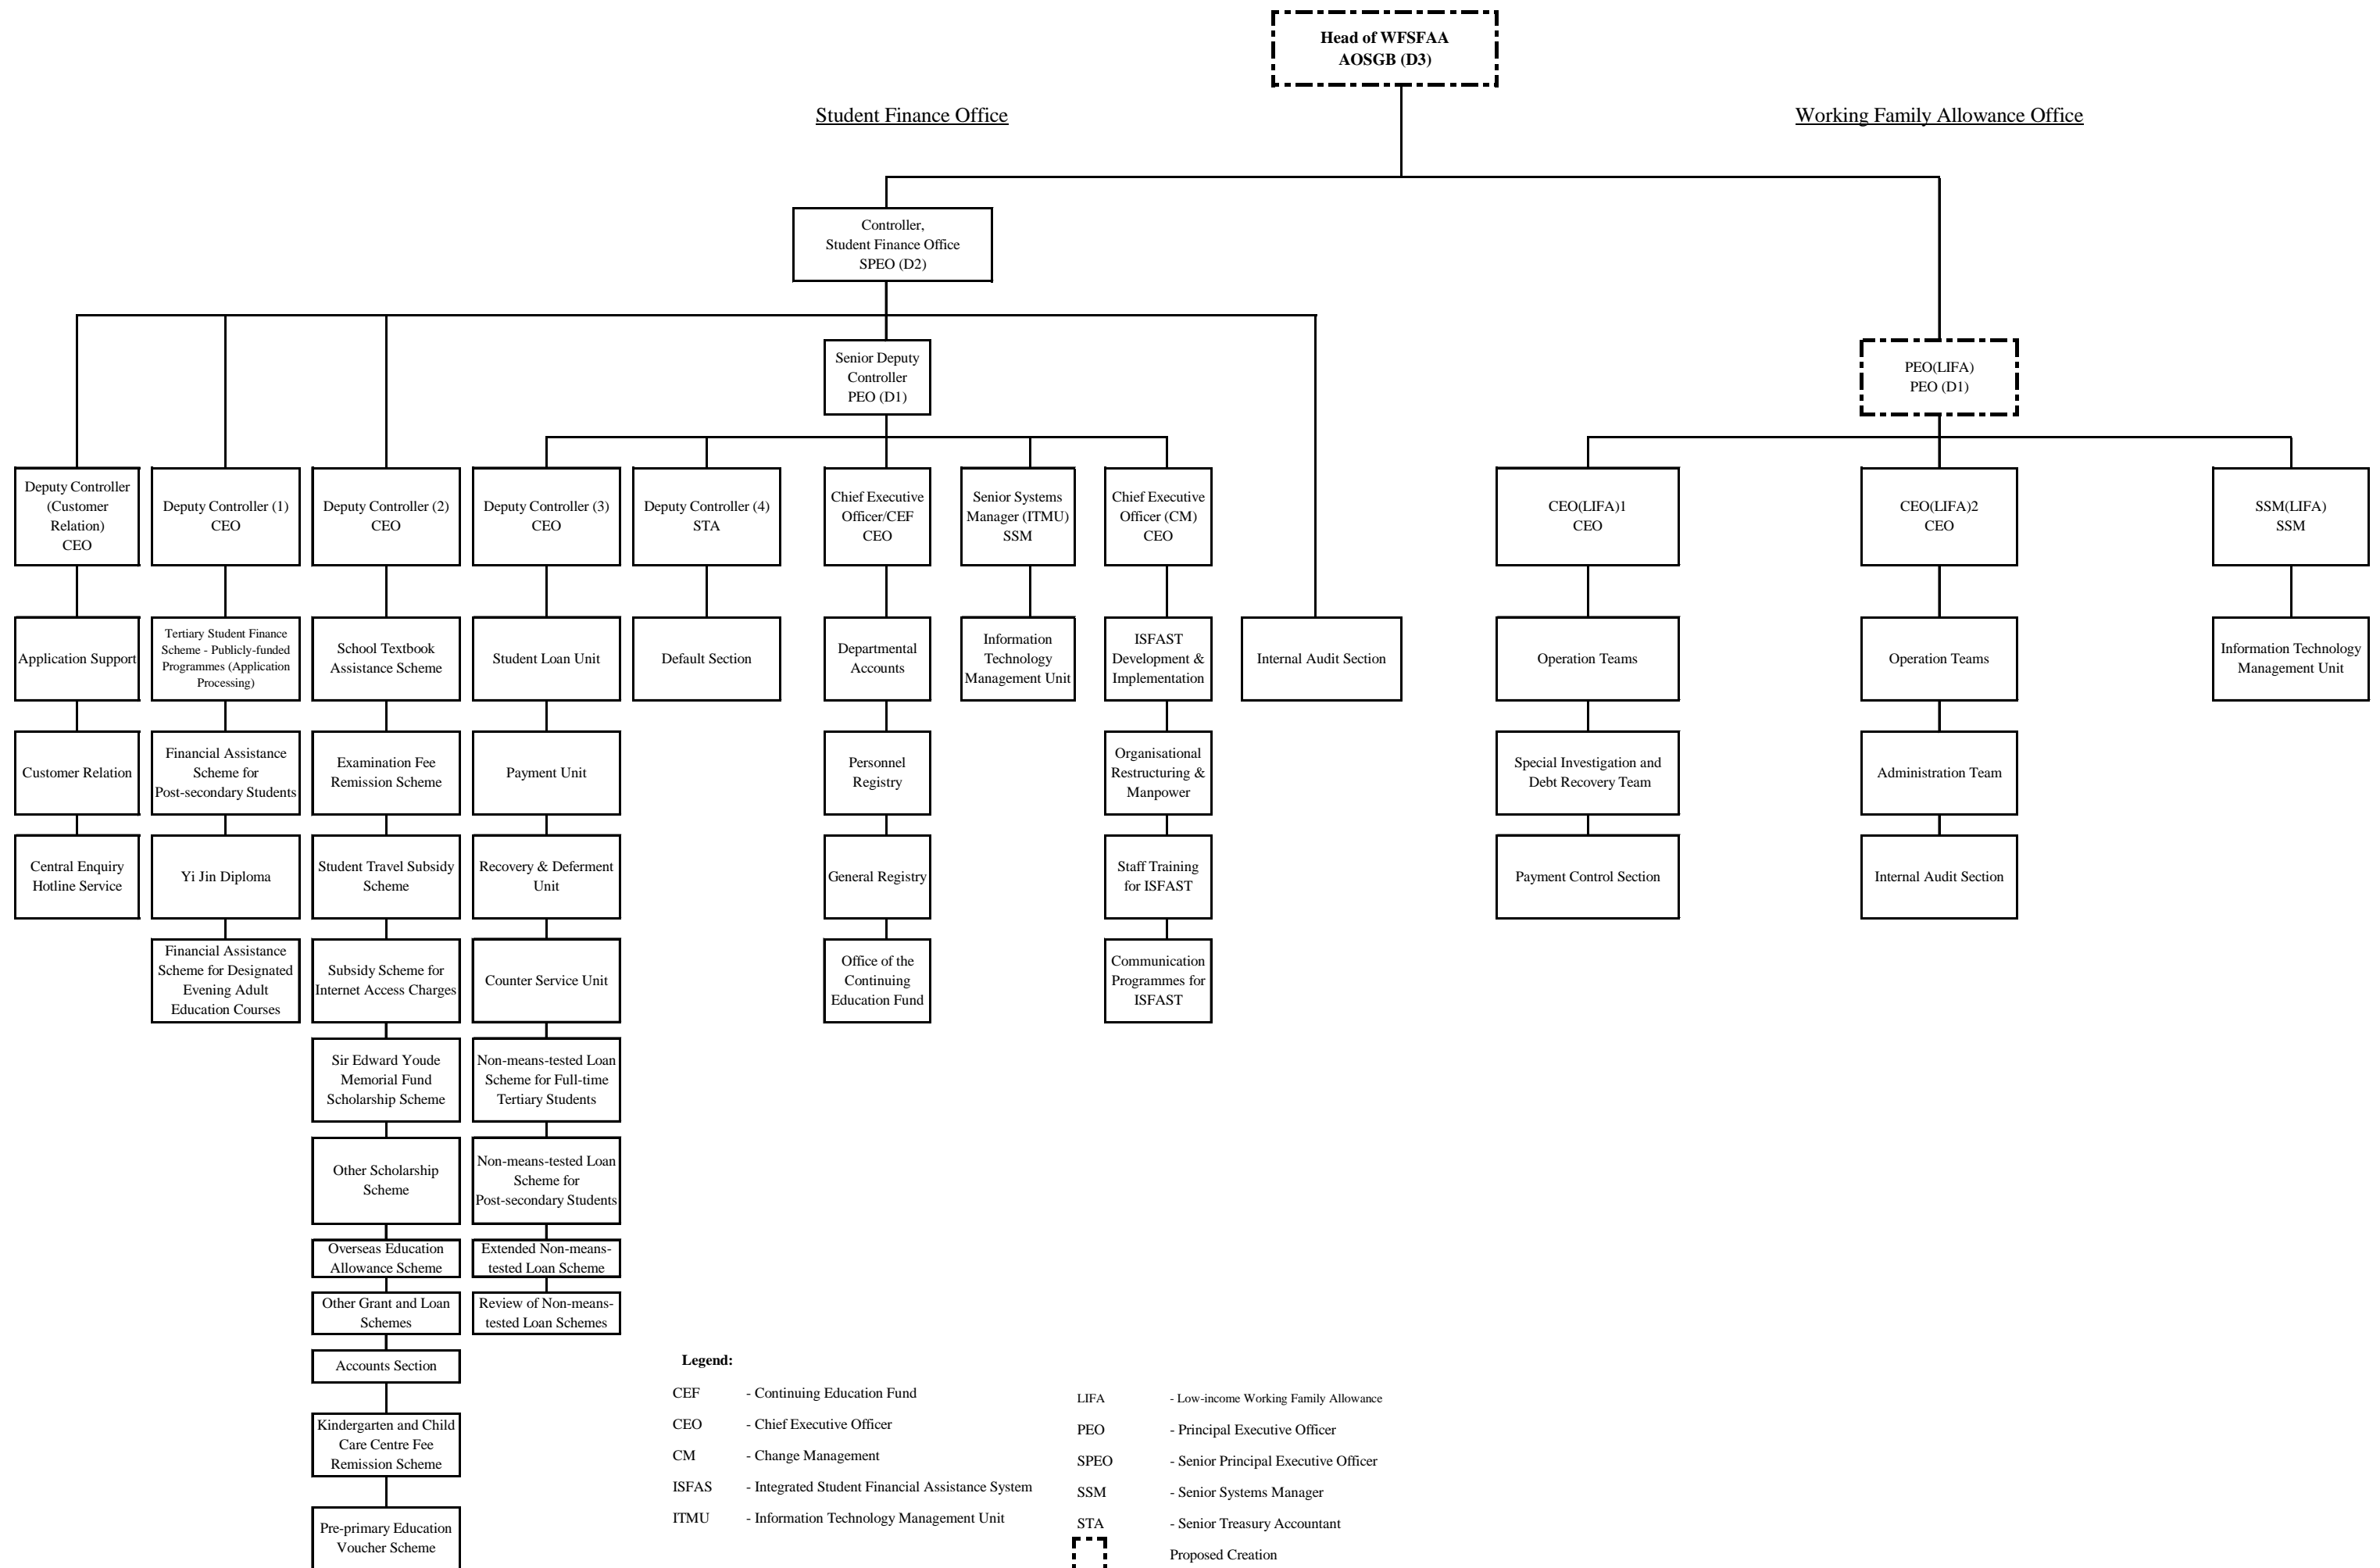 Head of WFSFAA
AOSGB (D3)
Student Finance Office
Working Family Allowance Office
Controller,
Student Finance Office
SPEO (D2)
Senior Deputy
Controller
PEO (D1)
PEO(LIFA)
PEO (D1)
Deputy Controller
(Customer
Relation)
CEO
Deputy Controller (1)
CEO
Deputy Controller (2)
CEO
Deputy Controller (3)
CEO
Deputy Controller (4)
STA
Chief Executive
Officer/CEF
CEO
Senior Systems
Manager (ITMU)
SSM
Chief Executive
Officer (CM)
CEO
CEO(LIFA)1
CEO
CEO(LIFA)2
CEO
SSM(LIFA)
SSM
Application Support
Tertiary Student Finance
Scheme - Publicly-funded
Programmes (Application
Processing)
School Textbook
Assistance Scheme
Student Loan Unit
Default Section
Departmental
Accounts
Information
Technology
Management Unit
ISFAST
Development &
Implementation
Internal Audit Section
Operation Teams
Operation Teams
Information Technology
Management Unit
Customer Relation
Financial Assistance
Scheme for
Post-secondary Students
Examination Fee
Remission Scheme
Payment Unit
Personnel
Registry
Organisational
Restructuring &
Manpower
Special Investigation and
Debt Recovery Team
Administration Team
Central Enquiry
Hotline Service
Yi Jin Diploma
Student Travel Subsidy
Scheme
Recovery & Deferment
Unit
General Registry
Staff Training
for ISFAST
Payment Control Section
Internal Audit Section
Financial Assistance
Scheme for Designated
Evening Adult
Education Courses
Subsidy Scheme for
Internet Access Charges
Counter Service Unit
Office of the
Continuing
Education Fund
Communication
Programmes for
ISFAST
Sir Edward Youde
Memorial Fund
Scholarship Scheme
Non-means-tested Loan
Scheme for Full-time
Tertiary Students
Other Scholarship
Scheme
Non-means-tested Loan
Scheme for
Post-secondary Students
Overseas Education
Allowance Scheme
Extended Non-means-
tested Loan Scheme
Other Grant and Loan
Schemes
Review of Non-means-
tested Loan Schemes
Accounts Section
Kindergarten and Child
Care Centre Fee
Remission Scheme
Pre-primary Education
Voucher Scheme
Legend:
CEF - Continuing Education Fund
CEO - Chief Executive Officer
CM - Change Management
ISFAS - Integrated Student Financial Assistance System
ITMU - Information Technology Management Unit
LIFA - Low-income Working Family Allowance
PEO - Principal Executive Officer
SPEO - Senior Principal Executive Officer
SSM - Senior Systems Manager
STA - Senior Treasury Accountant
Proposed Creation